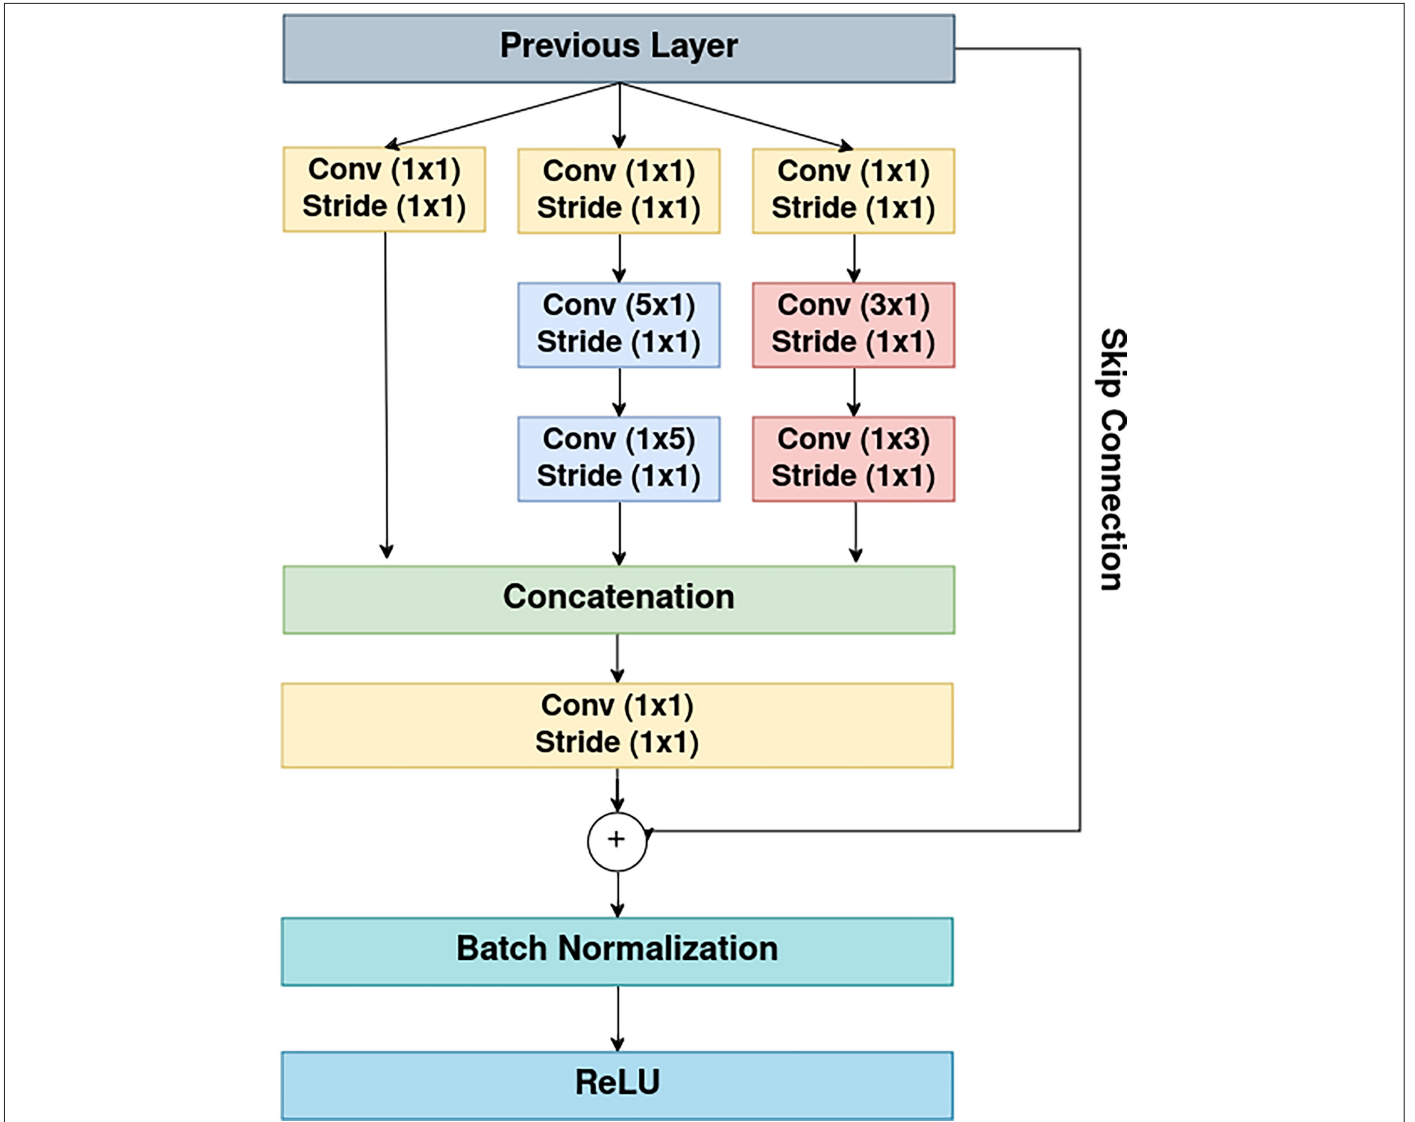 Previous Layer
Conv (1x1)
Stride (1x1)
Conv (1x1)
Stride (1x1)
Conv (1x1)
Stride (1x1)
Conv (5x1)
Stride (1x1)
Conv (3x1)
Stride (1x1)
Conv (1x5)
Stride (1x1)
Conv (1x3)
Stride (1x1)
Skip Connection
Concatenation
Conv (1x1)
Stride (1x1)
+
Batch Normalization
ReLU